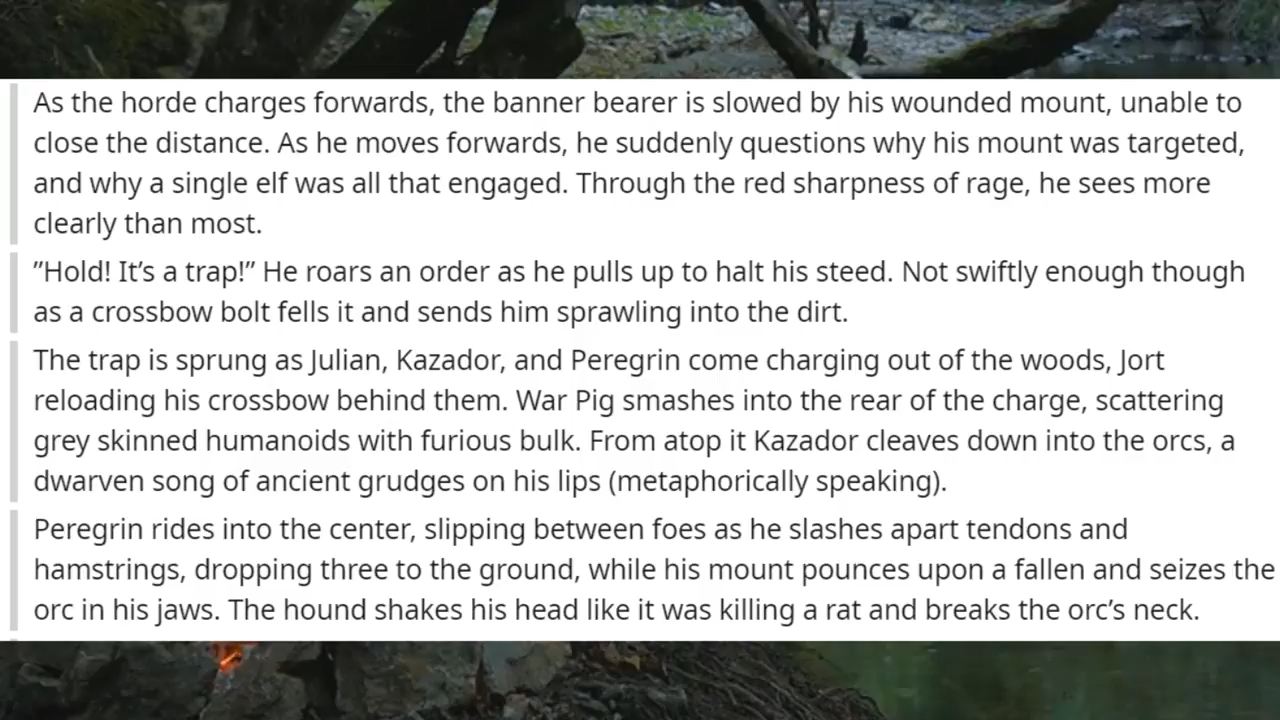 As the horde charges forwards, the banner bearer is slowed by his wounded mount, unable to
close the distance. As he moves forwards, he suddenly questions why his mount was targeted,
and why a single elf was all that engaged. Through the red sharpness of rage, he sees more
clearly than most.
”Hold! It’s a trap!” He roars an order as he pulls up to halt his steed. Not swiftly enough though
as a crossbow bolt fells it and sends him sprawling into the dirt.
The trap is sprung as Julian, Kazador, and Peregrin come charging out of the woods, Jort
reloading his crossbow behind them. War Pig smashes into the rear of the charge, scattering
grey skinned humanoids with furious bulk. From atop it Kazador cleaves down into the orcs, a
dwarven song of ancient grudges on his lips (metaphorically speaking).
Peregrin rides into the center, slipping between foes as he slashes apart tendons and
hamstrings, dropping three to the ground, while his mount pounces upon a fallen and seizes the
orc in his jaws. The hound shakes his head like it was killing a rat and breaks the orc’s neck.